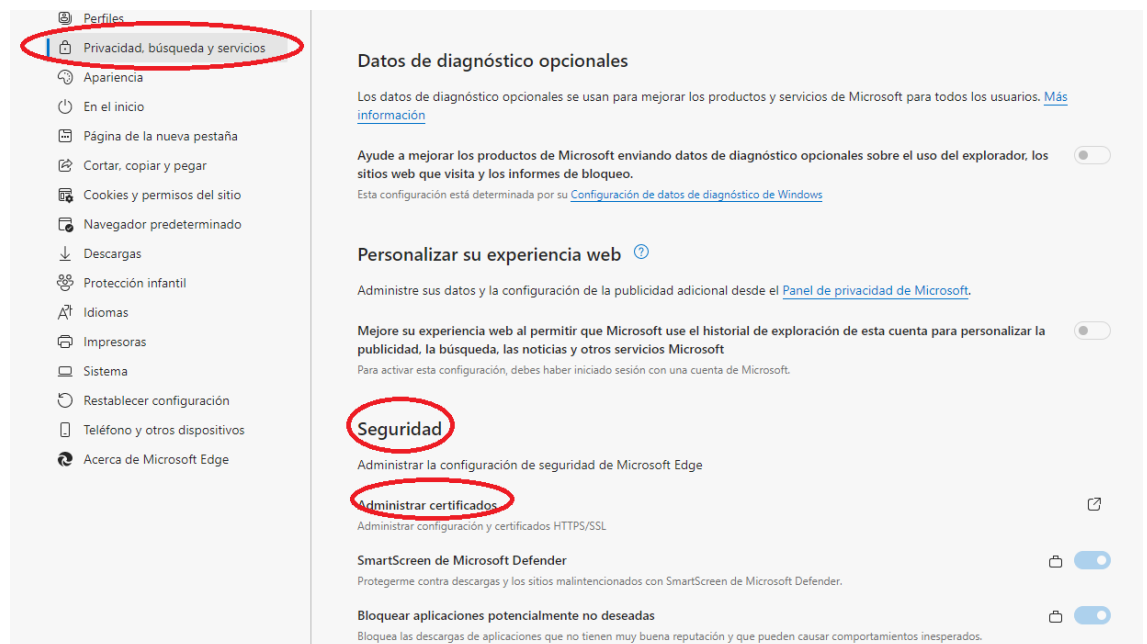 Perfiles
Privacidad, búsqueda y servicios
Apariencia
En el inicio
Página de la nueva pestaña
Cortar, copiar y pegar
Cookies y permisos del sitio
Navegador predeterminado
Descargas
Protección infantil
Idiomas
Impresoras
Sistema
Restablecer configuración
Teléfono y otros dispositivos
Acerca de Microsoft Edge
Datos de diagnóstico opcionales
Los datos de diagnóstico opcionales se usan para mejorar los productos y servicios de Microsoft para todos los usuarios. Más
información
Ayude a mejorar los productos de Microsoft enviando datos de diagnóstico opcionales sobre el uso del explorador, los
sitios web que visita y los informes de bloqueo.
Esta configuración está determinada por su Configuración de datos de diagnóstico de Windows
Personalizar su experiencia web
Administre sus datos y la configuración de la publicidad adicional desde el Panel de privacidad de Microsoft.
Mejore su experiencia web al permitir que Microsoft use el historial de exploración de esta cuenta para personalizar la
publicidad, la búsqueda, las noticias y otros servicios Microsoft
Para activar esta configuración, debes haber iniciado sesión con una cuenta de Microsoft.
Seguridad
Administrar la configuración de seguridad de Microsoft Edge
Administrar certificados
Administrar configuración y certificados HTTPS/SSL
SmartScreen de Microsoft Defender
Protegerme contra descargas y los sitios malintencionados con SmartScreen de Microsoft Defender.
Bloquear aplicaciones potencialmente no deseadas
Bloquea las descargas de aplicaciones que no tienen muy buena reputación y que pueden causar comportamientos inesperados.